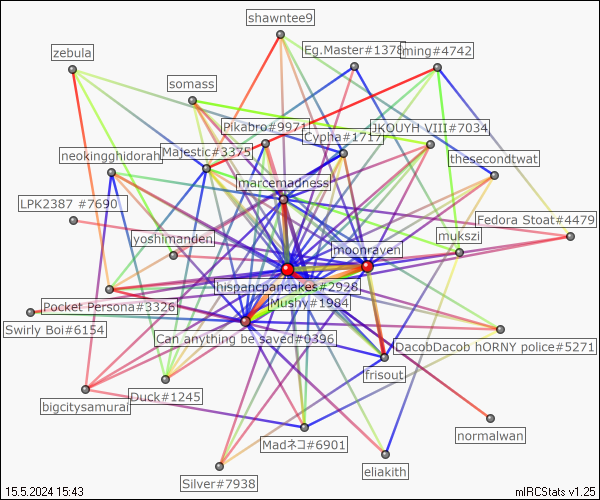 shawntee9
Eg.Master#1378
ming#4742
zebula
somass
Pikabro#9971
Cypha#1717
JKQUYH VIII#7034
neokingghidorah
Majestic#3375
thesecondtwat
marcemadness
LPK2387 #7690
Fedora Stoat#4479
yoshimanden
mukszi
moonraven
hispancpancakes#2928
Mushy#1984
Pocket Persona#3326
Swirly Boi#6154
Can anything be saved#0396
DacobDacob hORNY police#5271
frisout
bigcitysamurai
Duck#1245
normalwan
Madネコ#6901
eliakith
Silver#7938
15.5.2024 15:43
mIRCStats v1.25